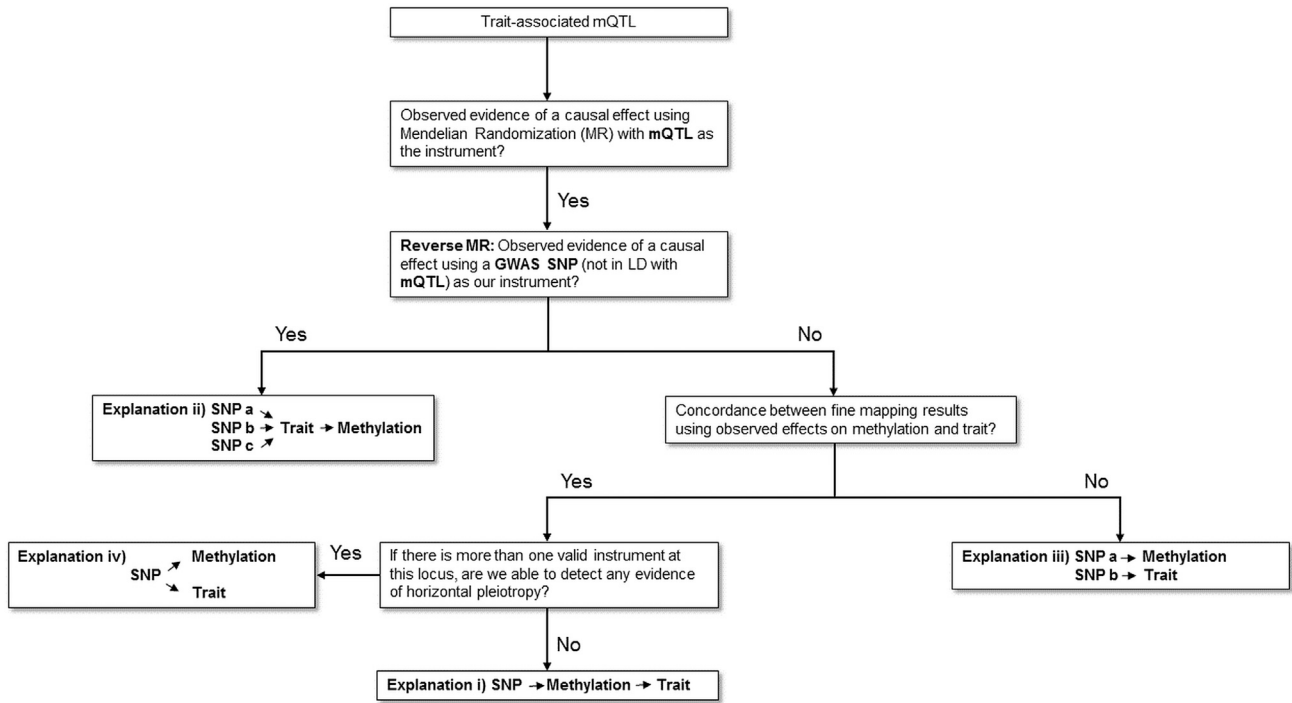 Trait-associated mQTL
Observed evidence of a causal effect using
Mendelian Randomization (MR) with mQTL as
the instrument?
Yes
Reverse MR: Observed evidence of a causal
effect using a GWAS SNP (not in LD with
mQTL) as our instrument?
Yes
No
Explanation ii) SNP a
SNP b → Trait → Methylation
SNP c
Concordance between fine mapping results
using observed effects on methylation and trait?
Yes
No
Explanation iv) Methylation
SNP
Trait
Yes
If there is more than one valid instrument at
this locus, are we able to detect any evidence
of horizontal pleiotropy?
Explanation iii) SNP a → Methylation
SNP b → Trait
No
Explanation i) SNP → Methylation → Trait